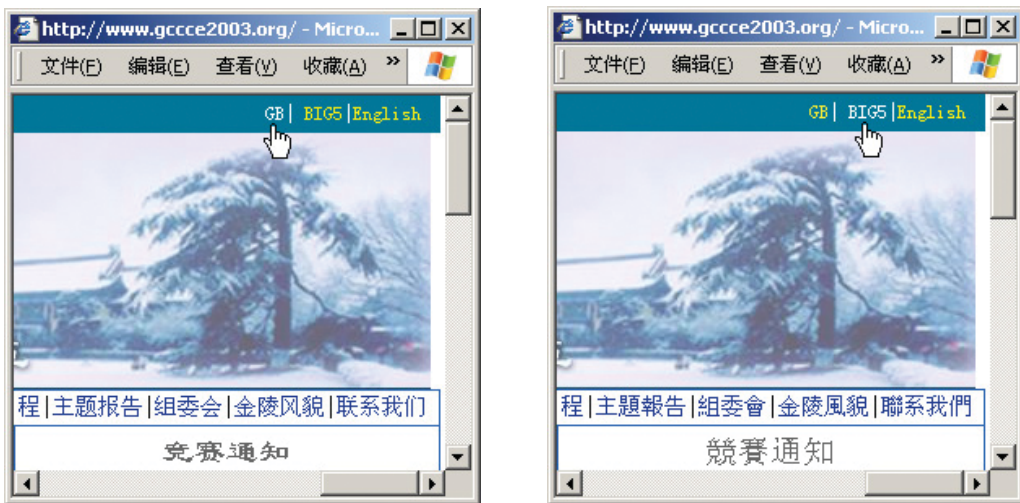 http://www.gccce2003.org/ - Micro...
文件(F) 编辑(E) 查看(V) 收藏(A) »
GB| BIG5|English
程|主题报告|组委会|金陵风貌|联系我们
竞赛通知
http://www.gccce2003.org/ - Micro...
文件(F) 编辑(E) 查看(V) 收藏(A) »
GB| BIG5|English
程|主題報告|組委會|金陵風貌|聯系我們
競賽通知